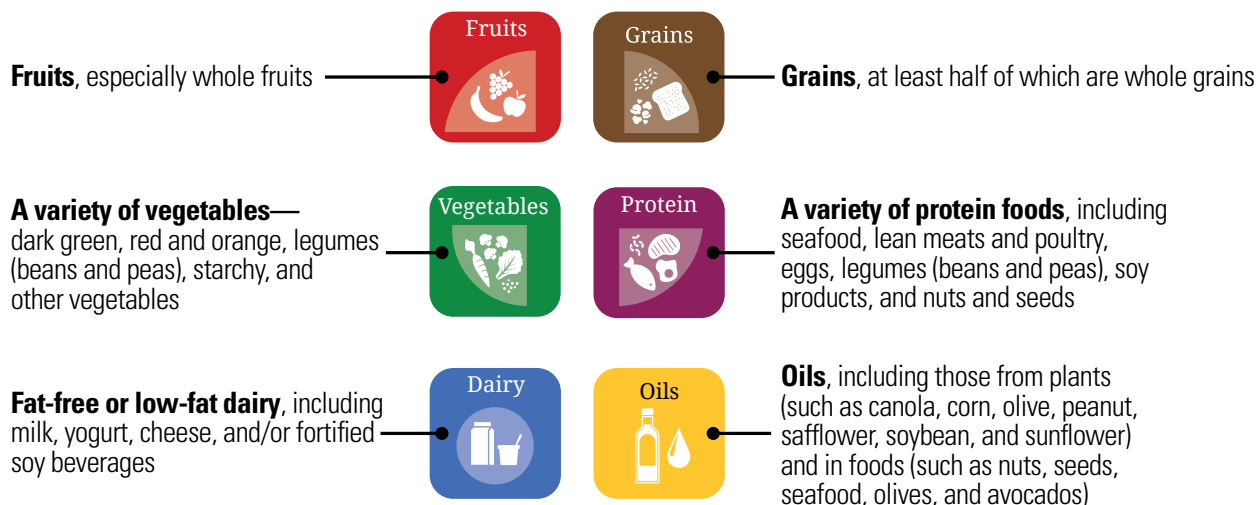 Fruits
Grains
Fruits, especially whole fruits
Grains, at least half of which are whole grains
Vegetables
Protein
A variety of vegetables—
dark green, red and orange, legumes
(beans and peas), starchy, and
other vegetables
A variety of protein foods, including
seafood, lean meats and poultry,
eggs, legumes (beans and peas), soy
products, and nuts and seeds
Dairy
Oils
Fat-free or low-fat dairy, including
milk, yogurt, cheese, and/or fortified
soy beverages
Oils, including those from plants
(such as canola, corn, olive, peanut,
safflower, soybean, and sunflower)
and in foods (such as nuts, seeds,
seafood, olives, and avocados)